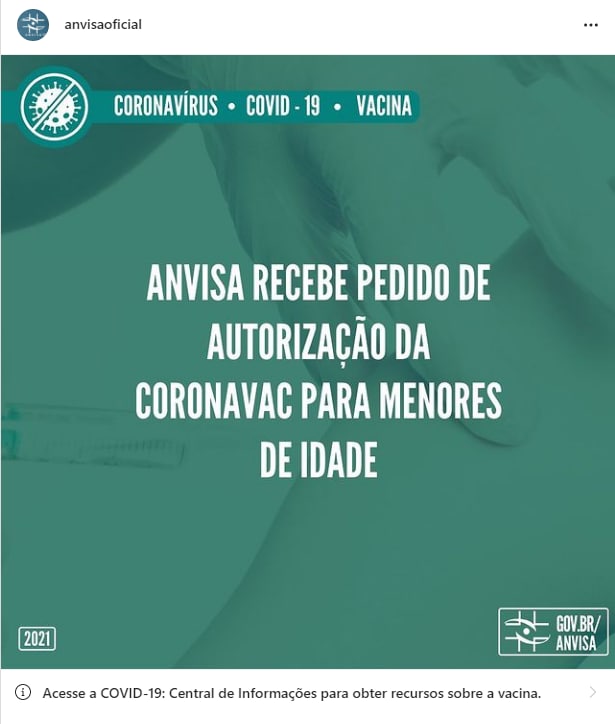 anvisaoficial
CORONAVÍRUS • COVID - 19 • VACINA
ANVISA RECEBE PEDIDO DE
AUTORIZAÇÃO DA
CORONAVAC PARA MENORES
DE IDADE
2021
GOV.BR/
ANVISA
Acesse a COVID-19: Central de Informações para obter recursos sobre a vacina.